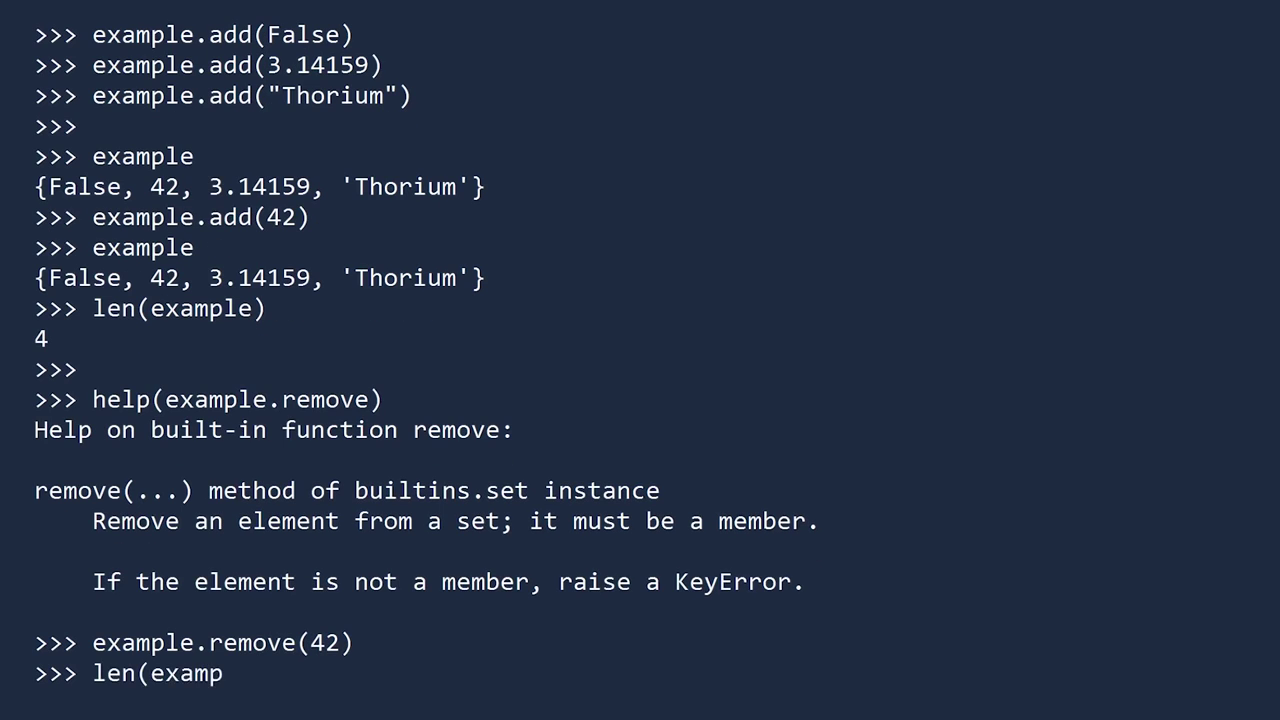 >>> example.add(False)
>>> example.add(3.14159)
>>> example.add("Thorium")
>>>
>>> example
{False, 42, 3.14159, 'Thorium'}
>>> example.add(42)
>>> example
{False, 42, 3.14159, 'Thorium'}
>>> len(example)
4
>>>
>>> help(example.remove)
Help on built-in function remove:
remove(...) method of builtins.set instance
    Remove an element from a set; it must be a member.
    If the element is not a member, raise a KeyError.
>>> example.remove(42)
>>> len(examp